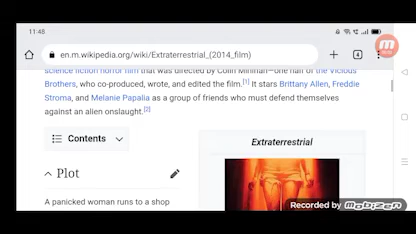 11:48
en.m.wikipedia.org/wiki/Extraterrestrial_(2014_film)
4
science fiction horror film that was directed by Colin Minihan—one half of the Vicious
Brothers, who co-produced, wrote, and edited the film.[1] It stars Brittany Allen, Freddie
Stroma, and Melanie Papalia as a group of friends who must defend themselves
against an alien onslaught.[2]
Contents
Extraterrestrial
Plot
A panicked woman runs to a shop
Recorded by Mobizen